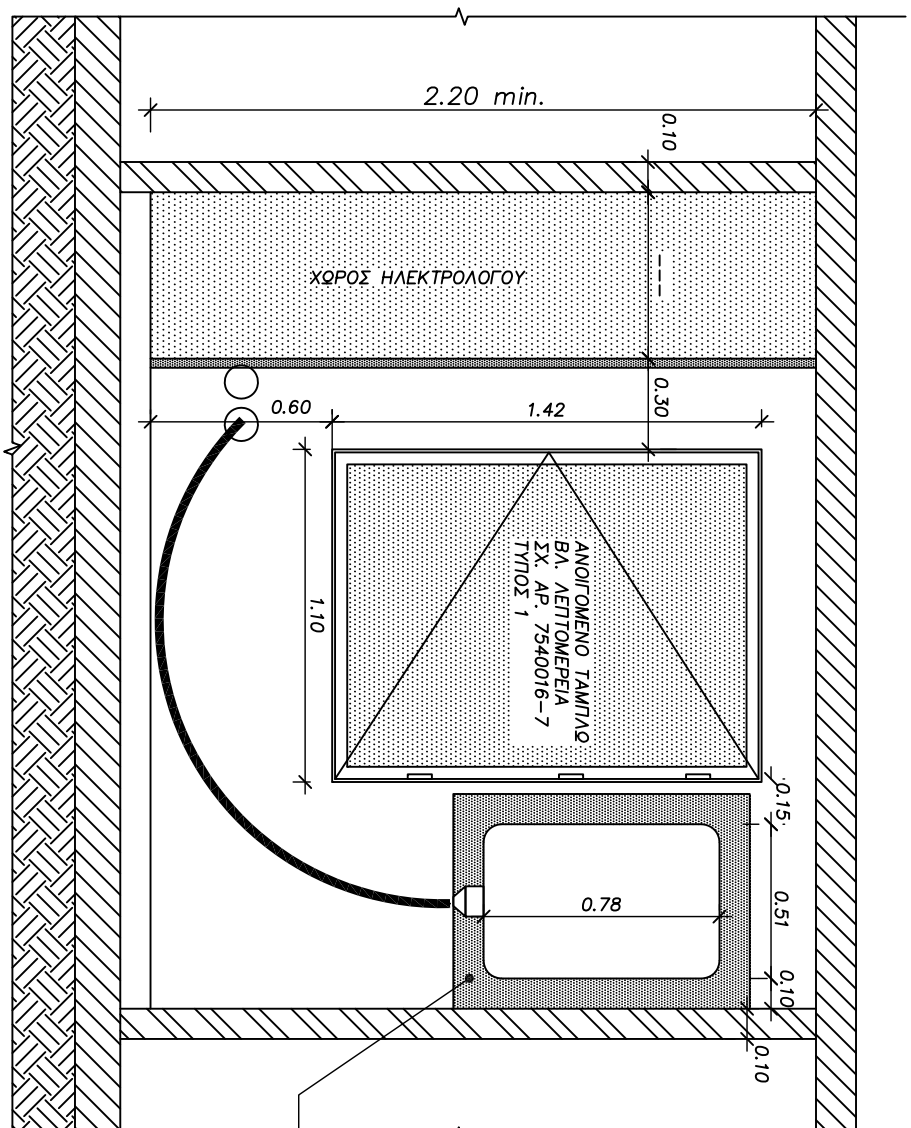 2.20 min.
0.10
ΧΩΡΟΣ ΗΛΕΚΤΡΟΛΟΓΟΥ
---
0.30
0.60
1.42
ΑΝΟΙΓΟΜΕΝΟ ΤΑΜΠΛΩ
ΒΛ. ΛΕΠΤΟΜΕΡΕΙΑ
ΣΧ. ΑΡ. 7540016-7
ΤΥΠΟΣ 1
1.10
0.15
0.78
0.51
0.10
0.10